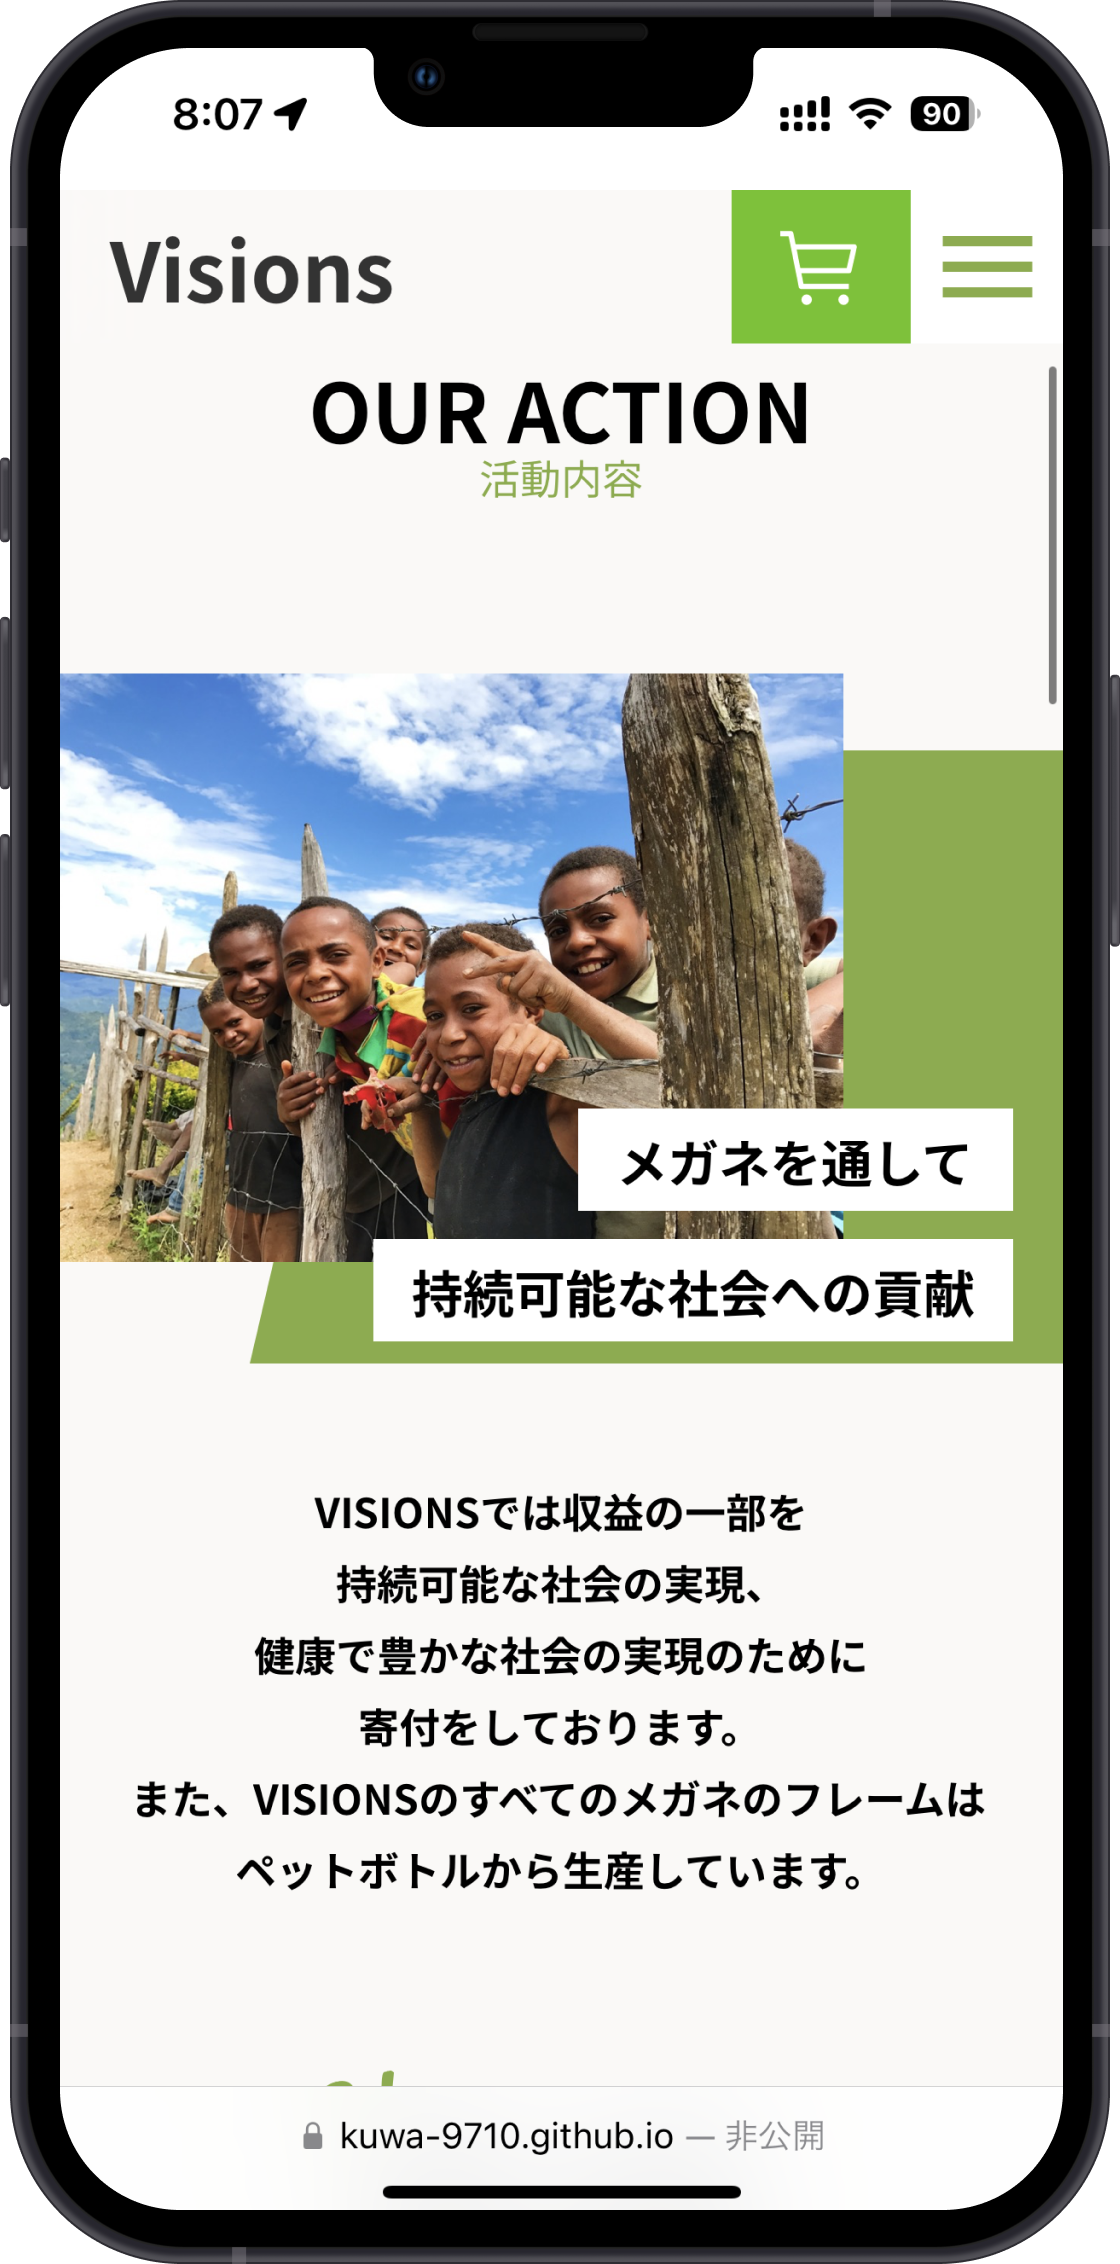 8:07
90
Visions
OUR ACTION
活動内容
メガネを通して
持続可能な社会への貢献
VISIONSでは収益の一部を
持続可能な社会の実現、
健康で豊かな社会の実現のために
寄付をしております。
また、VISIONSのすべてのメガネのフレームは
ペットボトルから生産しています。
kuwa-9710.github.io — 非公開